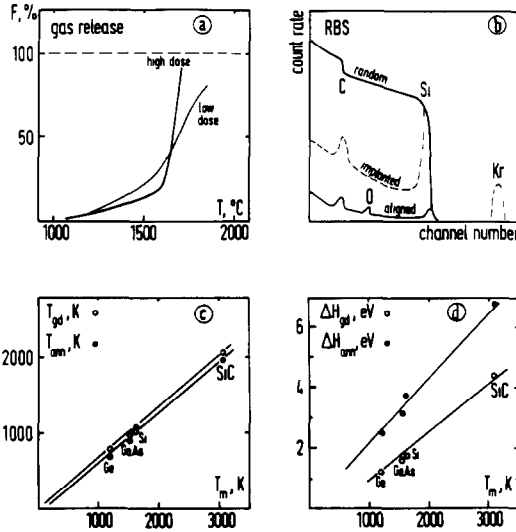 F, %
gas release
a
100
high dose
low dose
50
T, °C
1000
1500
2000
count rate
RBS
b
random
C
Si
implanted
Kr
O
aligned
channel number
T_gd, K
T_ann, K
c
2000
SiC
1000
Si
GaAs
Ge
T_m, K
1000
2000
3000
ΔH_gd, eV
ΔH_ann, eV
d
6
4
SiC
2
Si
GaAs
Ge
T_m, K
1000
2000
3000